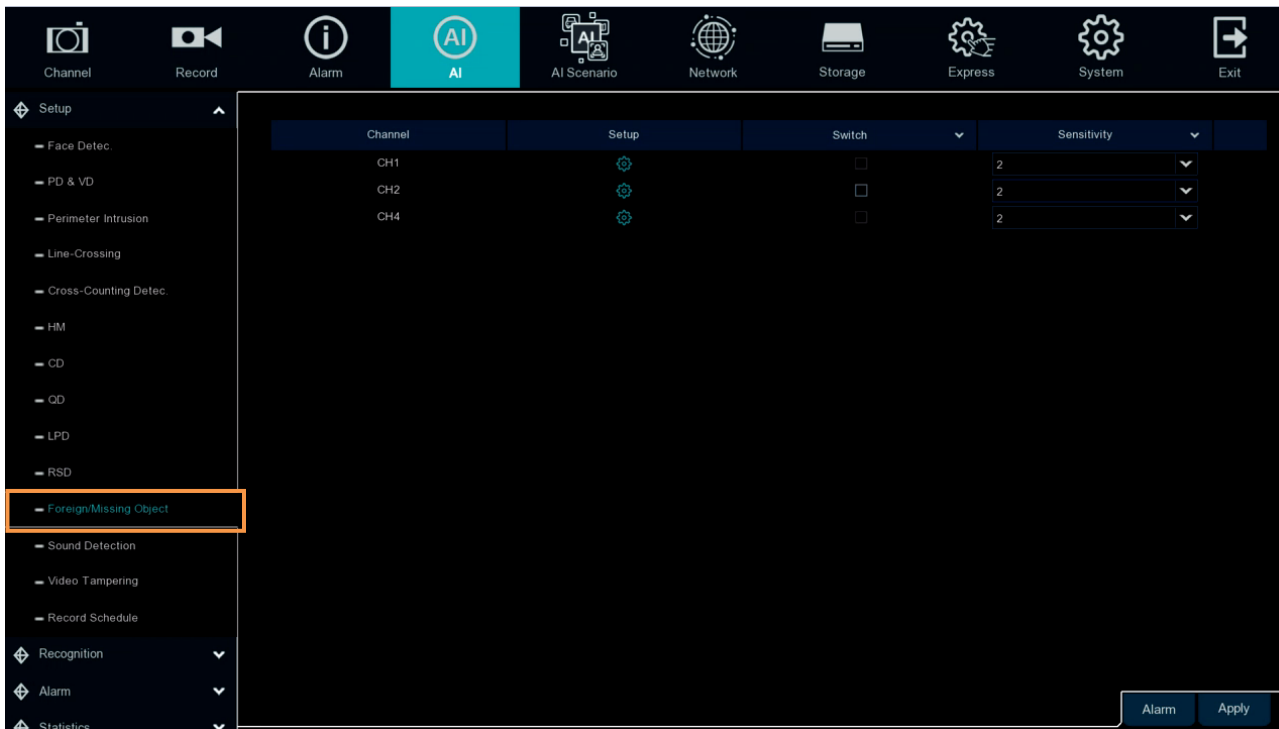 Channel Record Alarm AI AI Scenario Network Storage Express System Exit
Setup
Face Detec.
PD & VD
Perimeter Intrusion
Line-Crossing
Cross-Counting Detec.
HM
CD
QD
LPD
RSD
Foreign/Missing Object
Sound Detection
Video Tampering
Record Schedule
Recognition
Alarm
Statistics
Channel Setup Switch Sensitivity
CH1 2
CH2 2
CH4 2
Alarm Apply